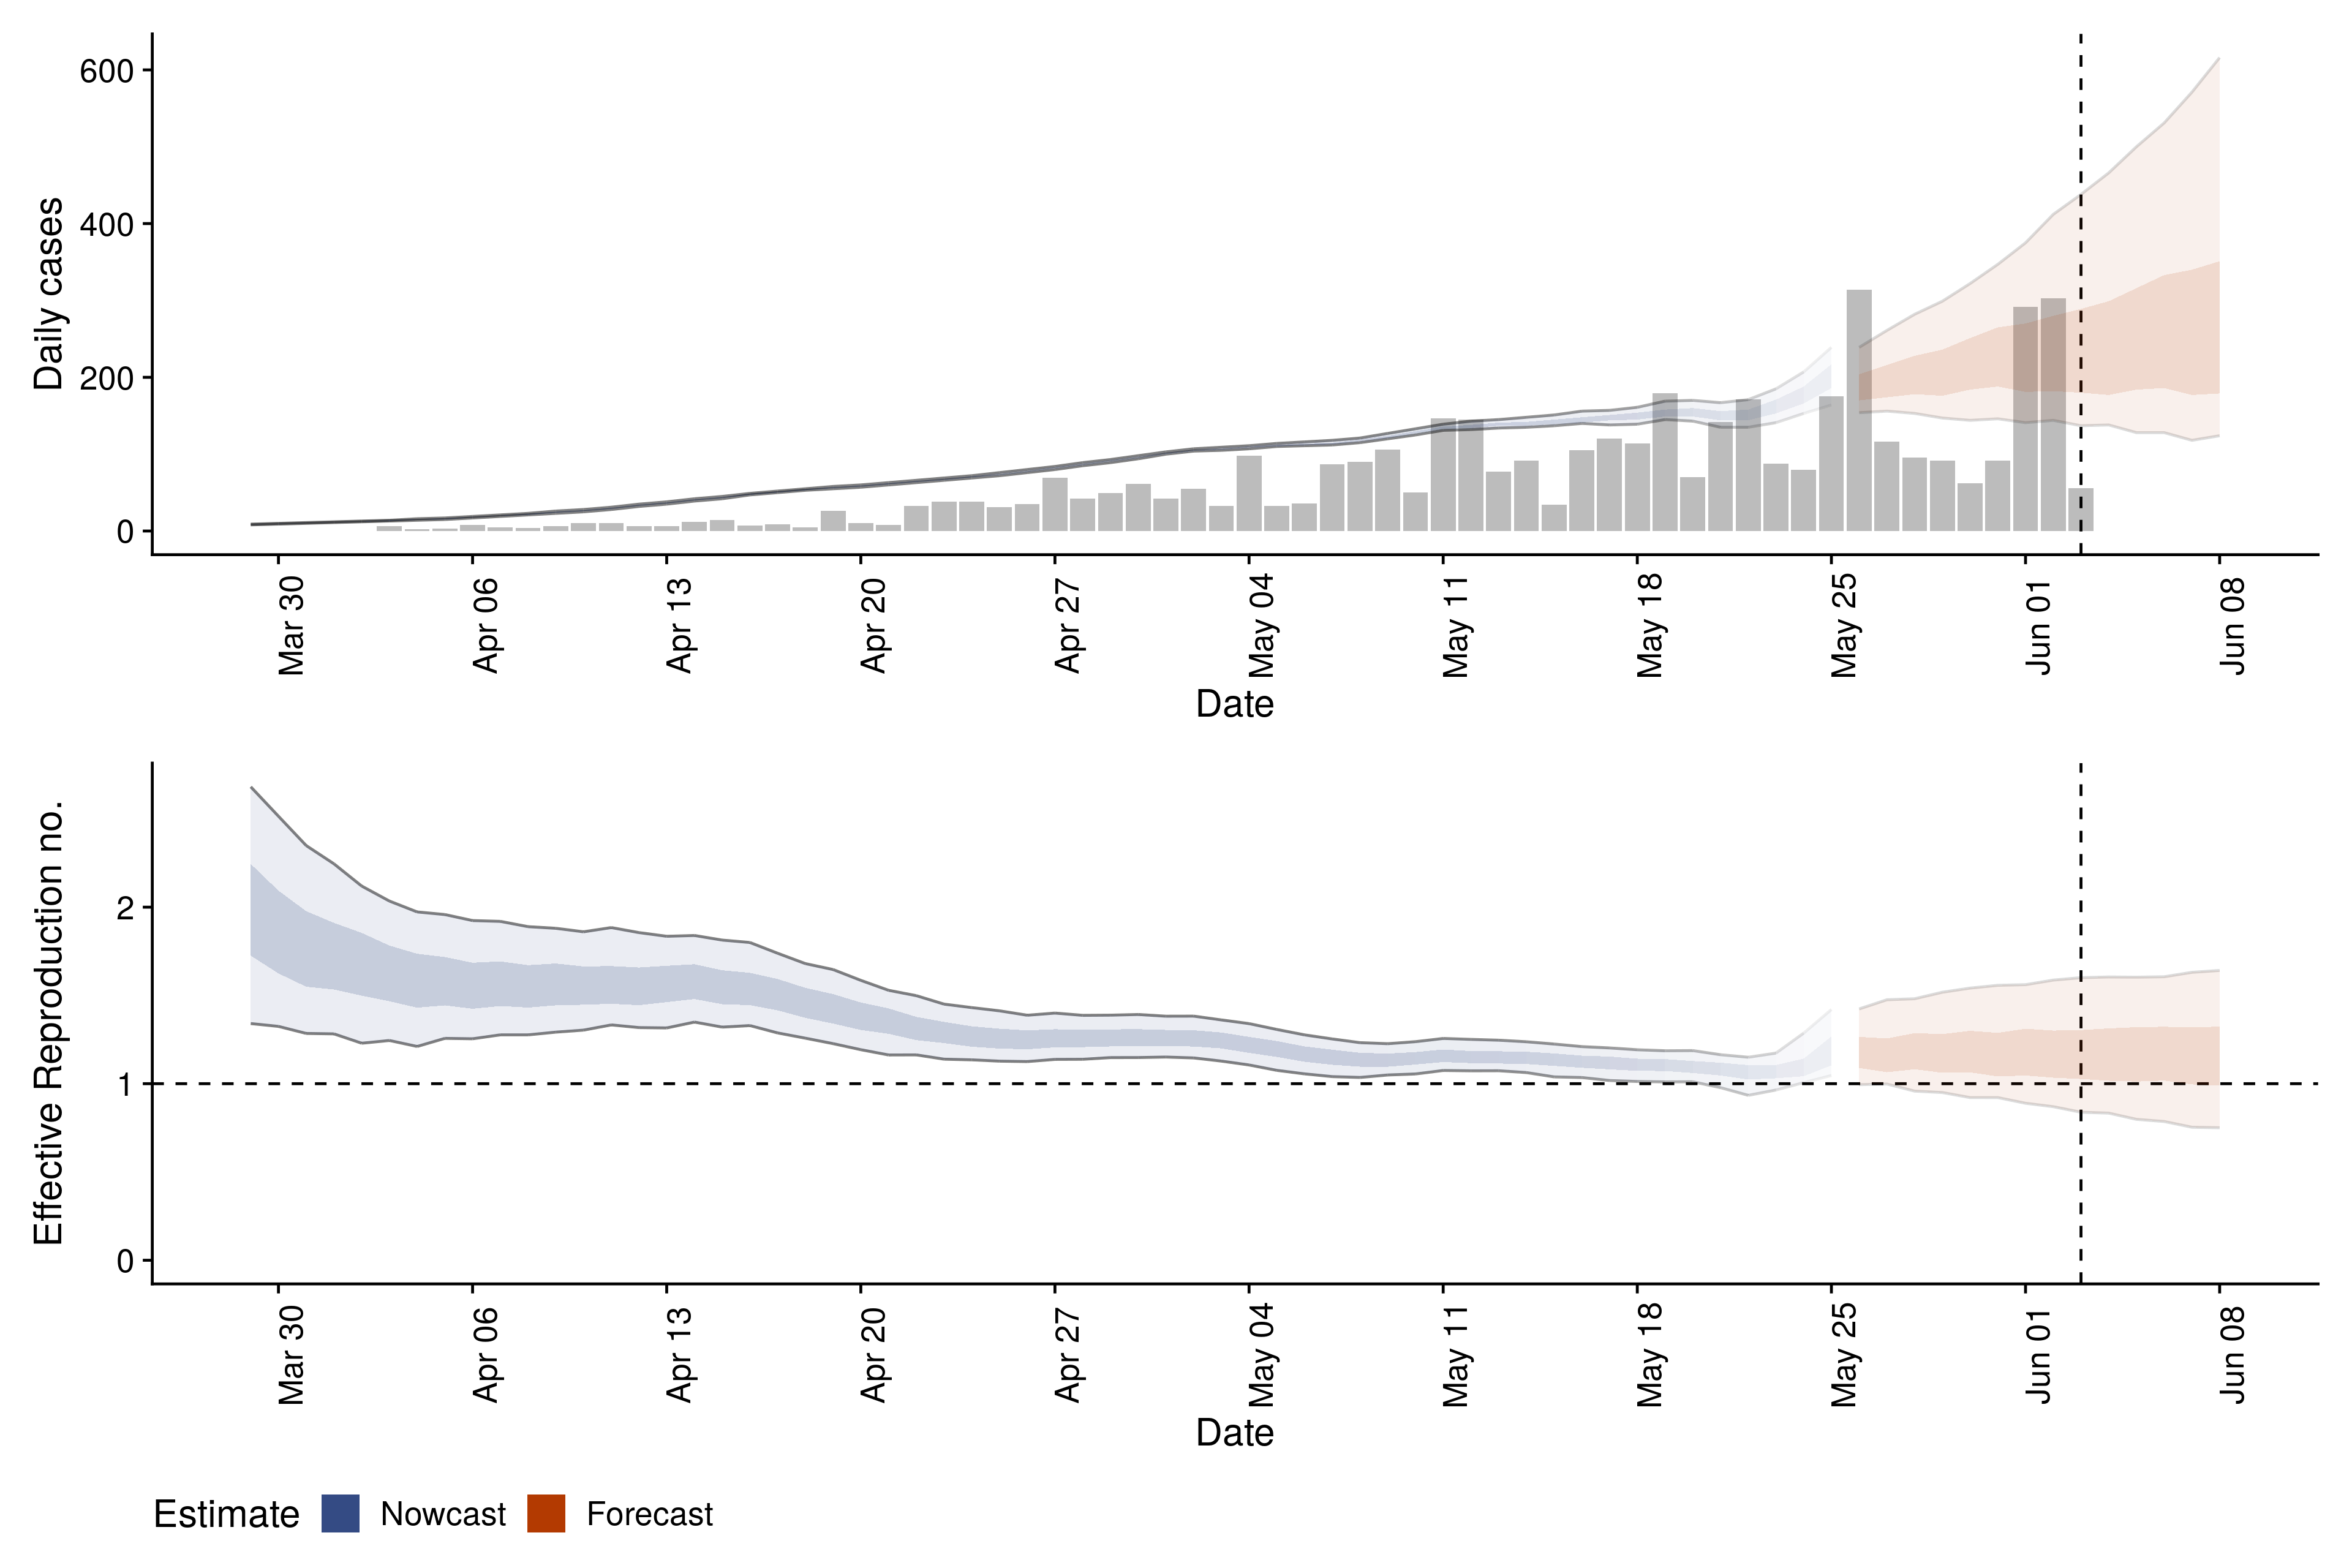 Daily cases
600
400
200
0
Mar 30
Apr 06
Apr 13
Apr 20
Apr 27
May 04
May 11
May 18
May 25
Jun 01
Jun 08
Date
Effective Reproduction no.
2
1
0
Mar 30
Apr 06
Apr 13
Apr 20
Apr 27
May 04
May 11
May 18
May 25
Jun 01
Jun 08
Date
Estimate Nowcast Forecast